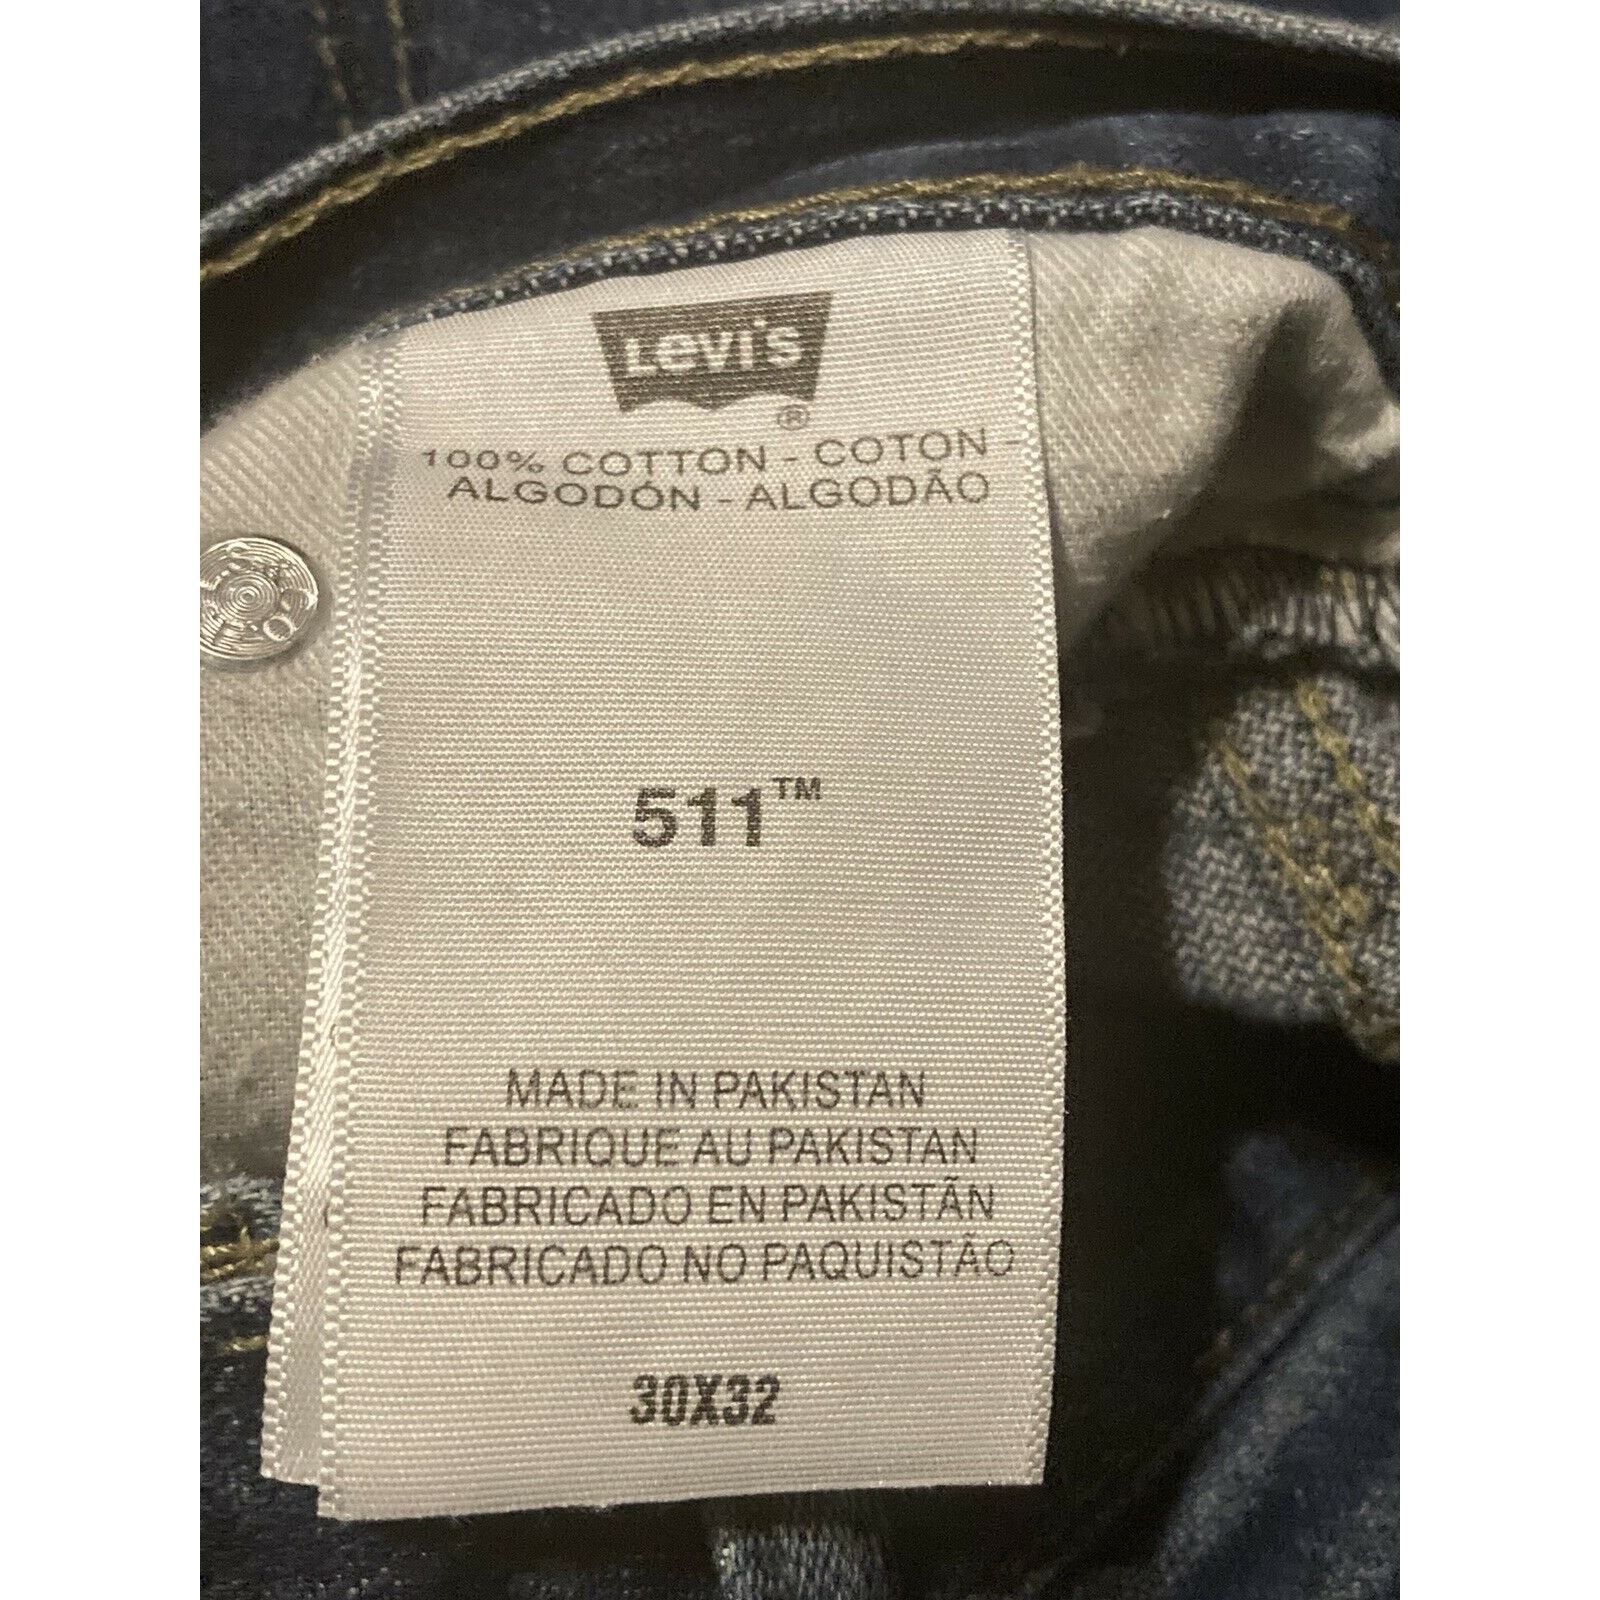 Levi's
®
100% COTTON - COTON -
ALGODÓN - ALGODÃO
511™
MADE IN PAKISTAN
FABRIQUE AU PAKISTAN
FABRICADO EN PAKISTÃN
FABRICADO NO PAQUISTÃO
30X32